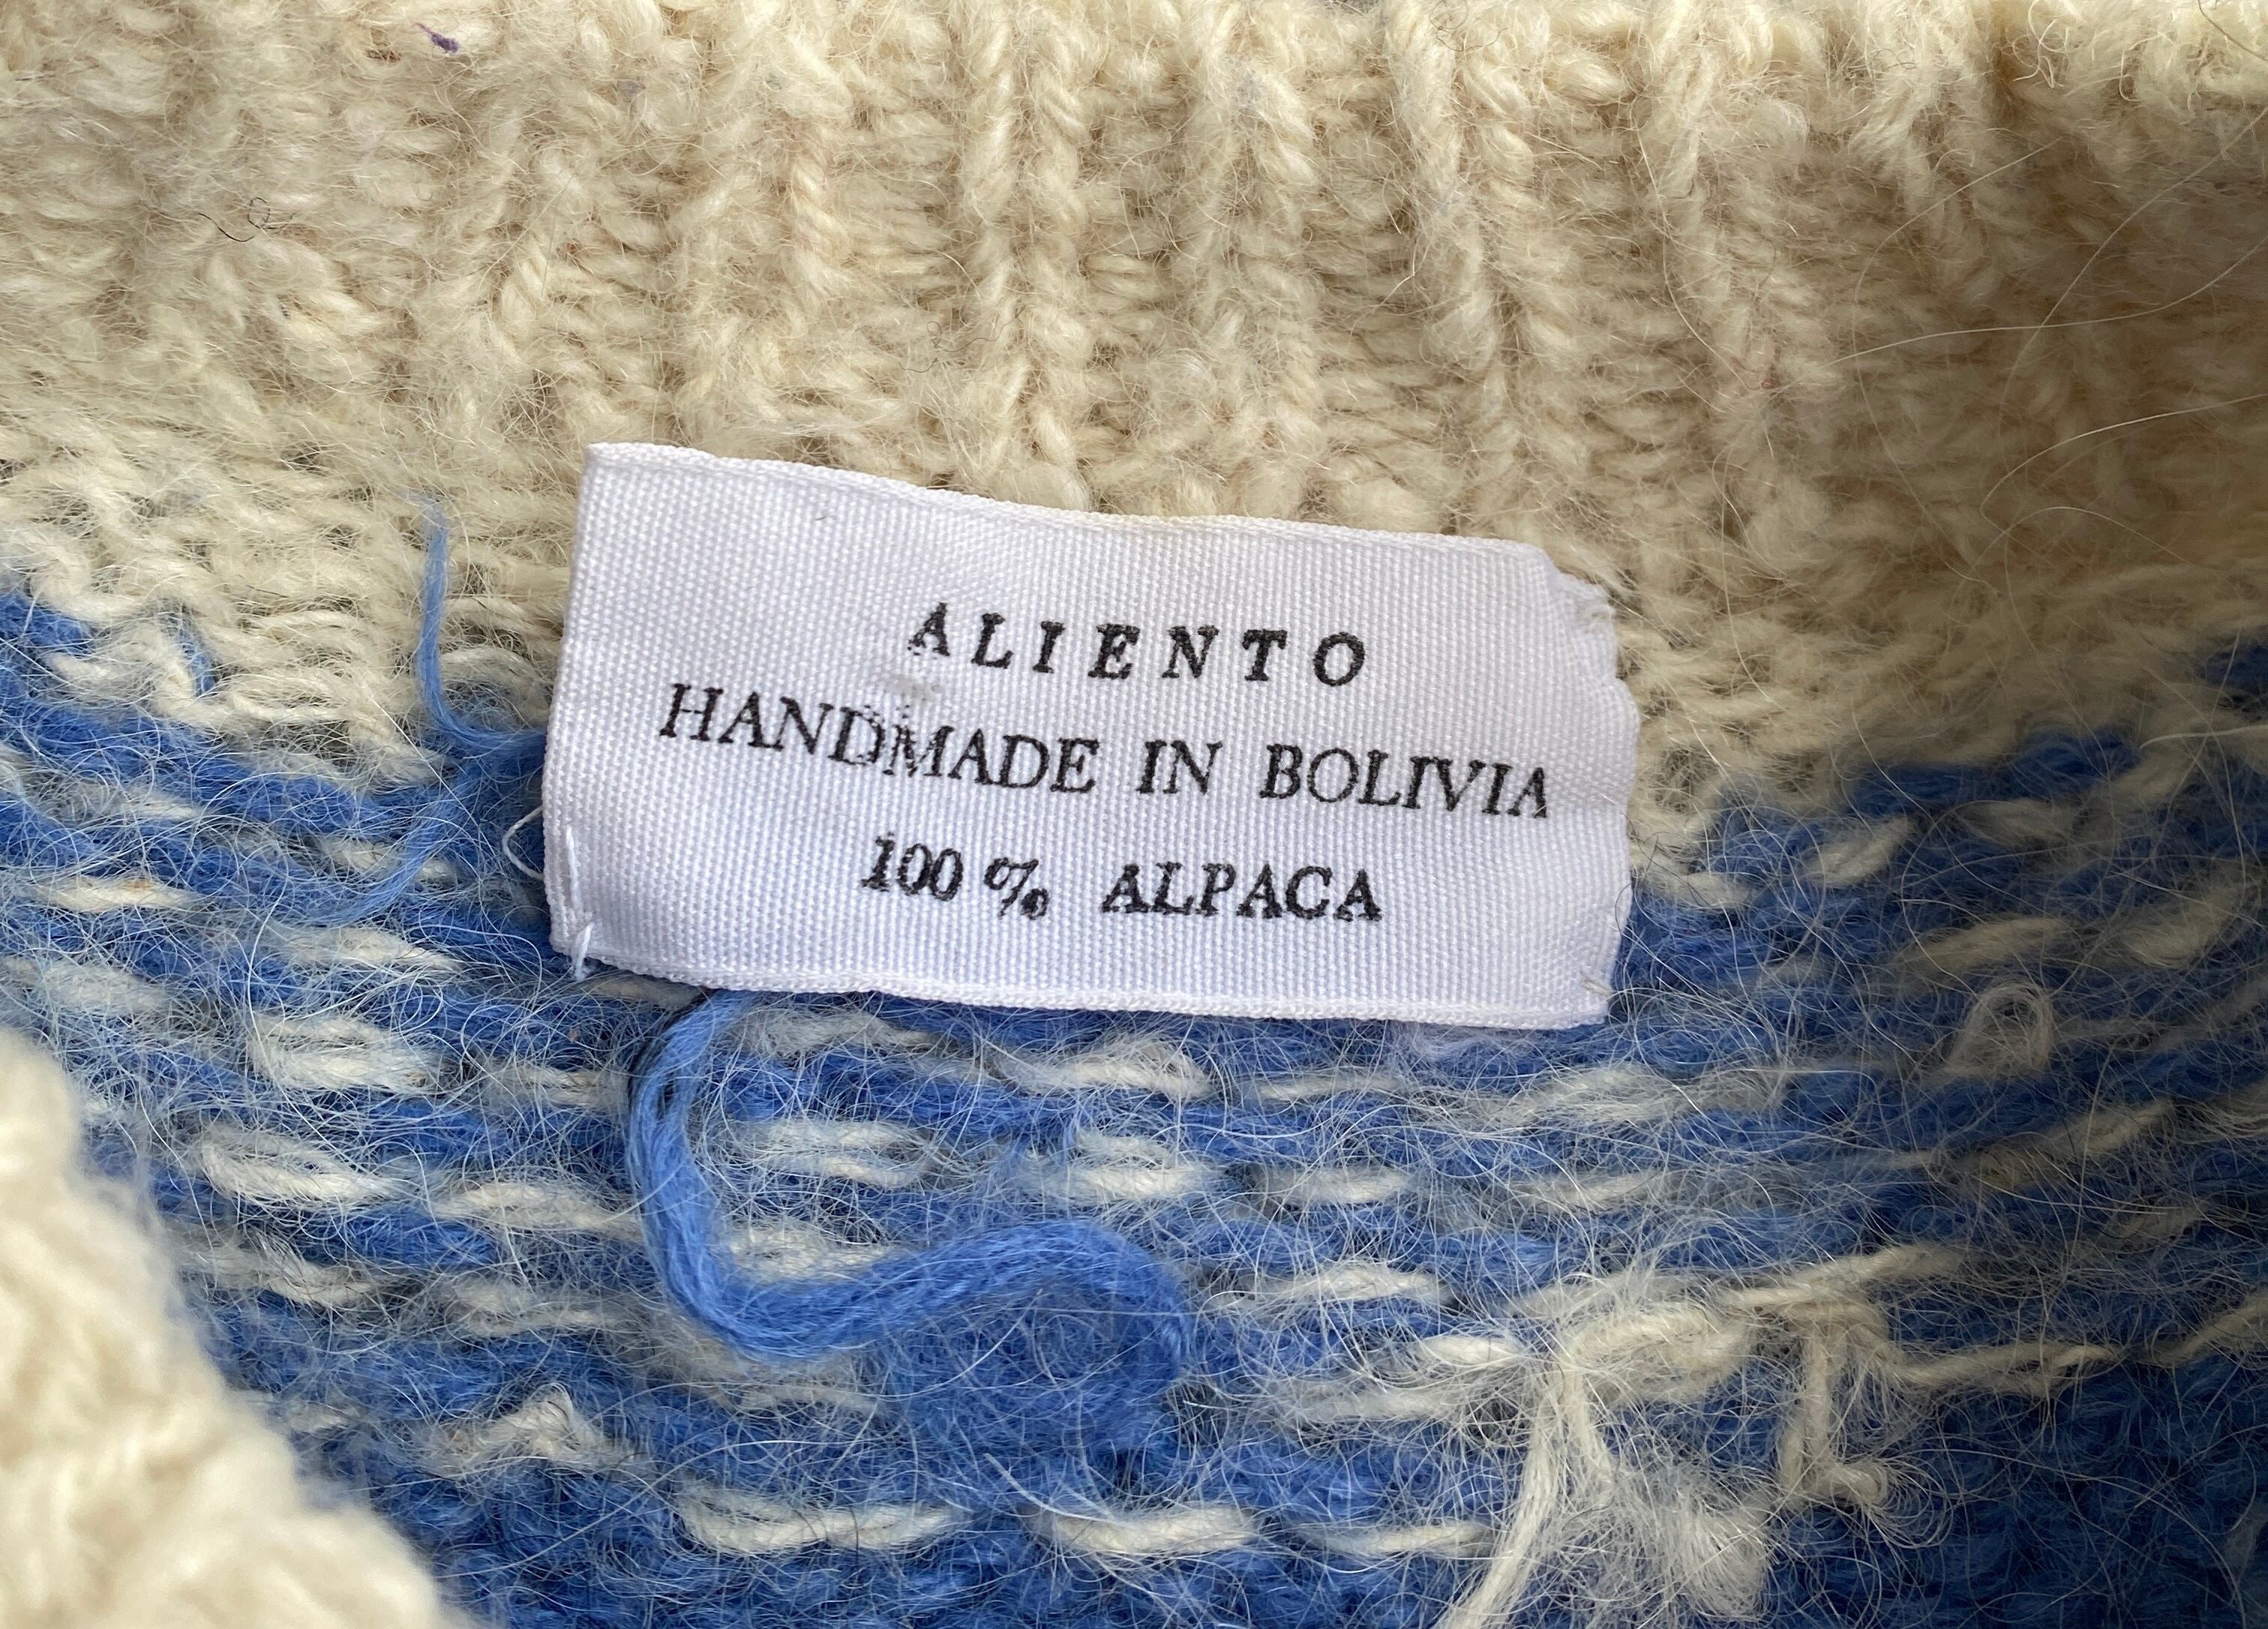 ALIENTO
HANDMADE IN BOLIVIA
100% ALPACA